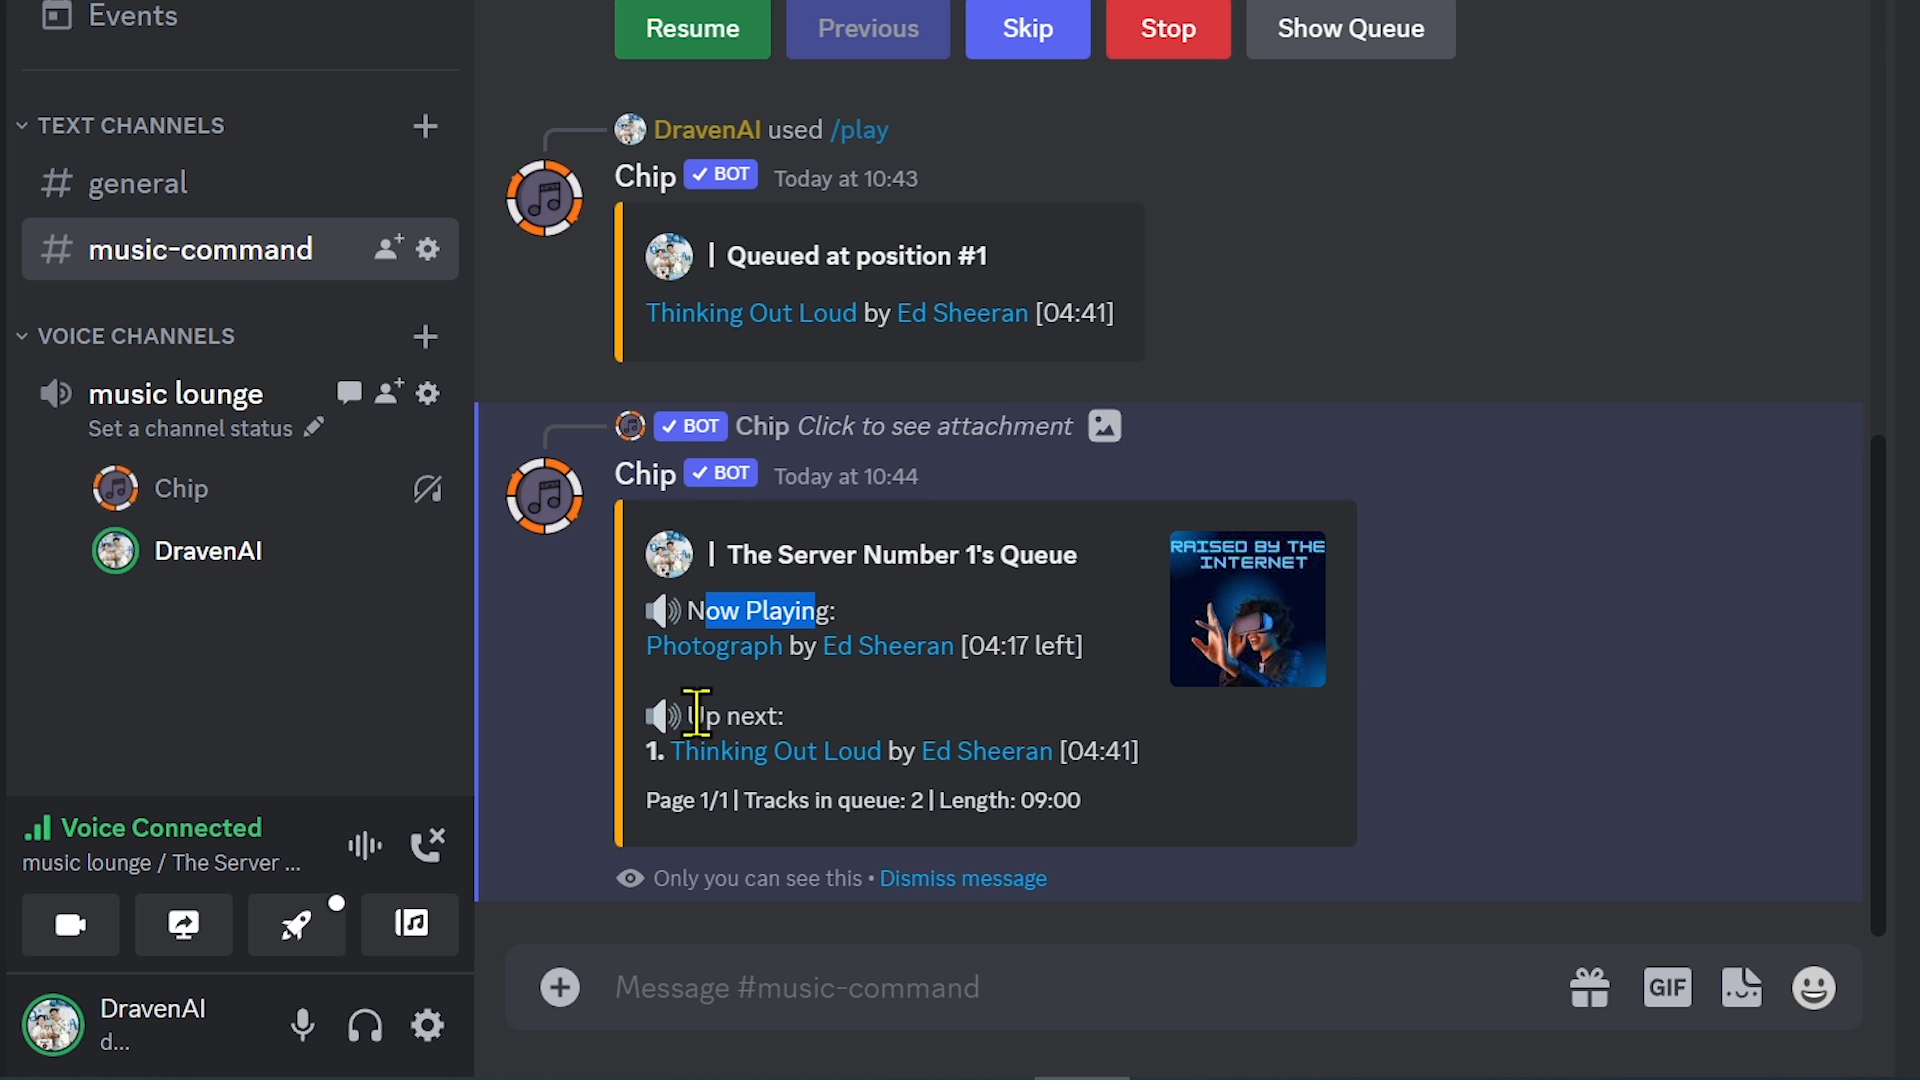 Events
TEXT CHANNELS
general
music-command
VOICE CHANNELS
music lounge
Set a channel status
Chip
DravenAI
Voice Connected
music lounge / The Server ...
DravenAI
d...
Resume
Previous
Skip
Stop
Show Queue
DravenAI used /play
Chip ✓ BOT Today at 10:43
| Queued at position #1
Thinking Out Loud by Ed Sheeran [04:41]
✓ BOT Chip Click to see attachment
Chip ✓ BOT Today at 10:44
| The Server Number 1's Queue
Now Playing:
Photograph by Ed Sheeran [04:17 left]
Up next:
1. Thinking Out Loud by Ed Sheeran [04:41]
Page 1/1 | Tracks in queue: 2 | Length: 09:00
RAISED BY THE
INTERNET
Only you can see this • Dismiss message
Message #music-command
GIF